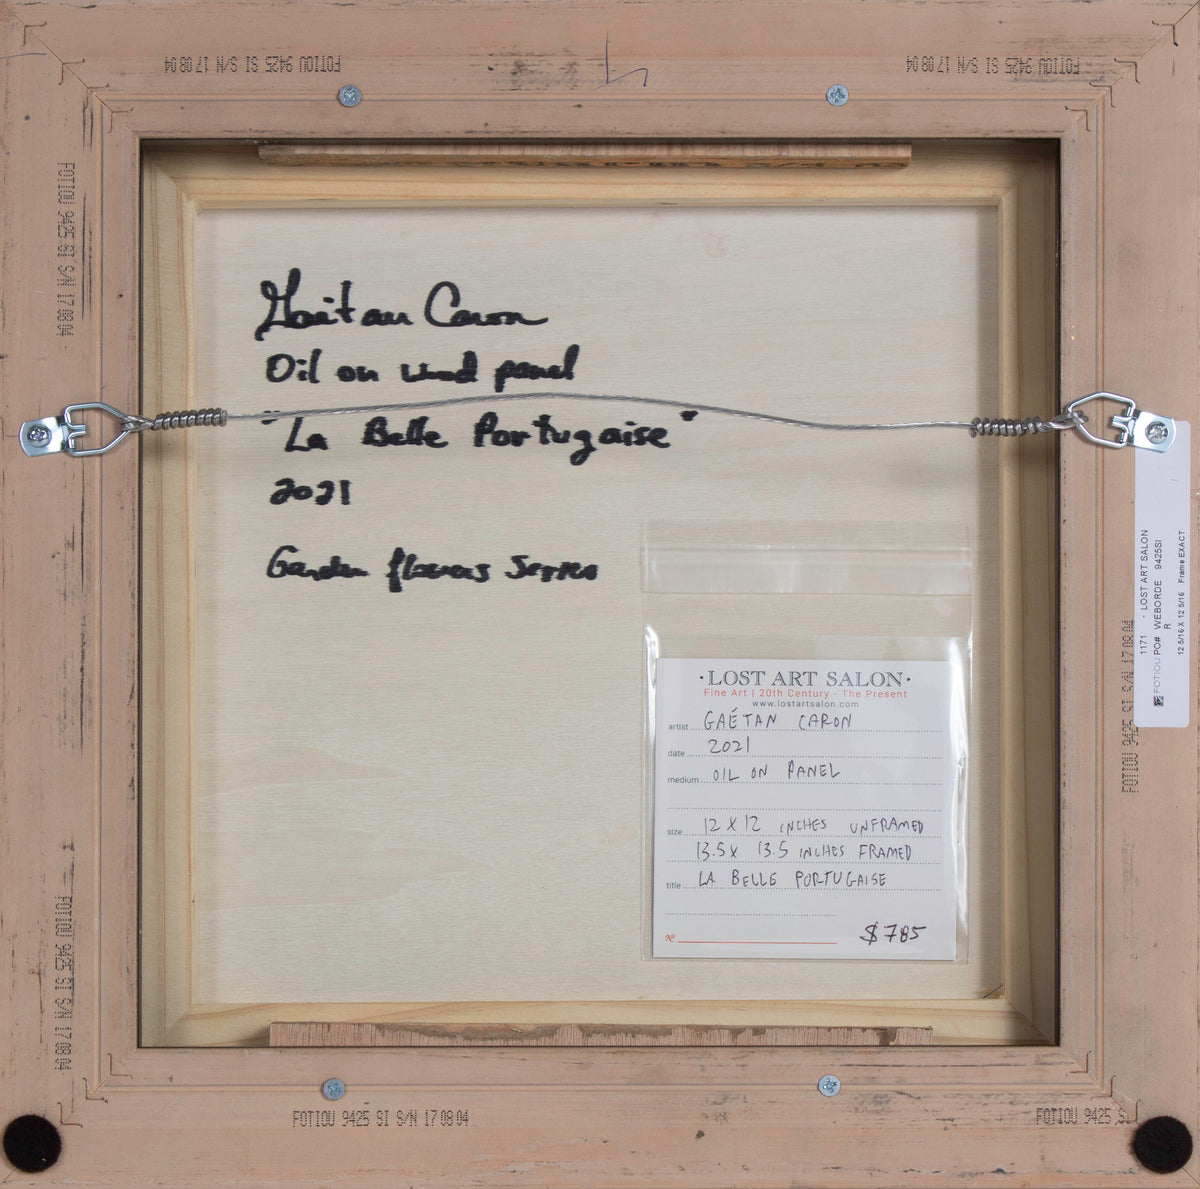 FOTIOU 9425 SI S/N 17 08 04
FOTIOU 9425 SI S/N 17 08 04
FOTIOU 9425 SI S/N 17 08 04
Gaëtan Caron
Oil on wood panel
"La Belle Portugaise"
2021
Garden flowers Series
·LOST ART SALON·
Fine Art | 20th Century - The Present
www.lostartsalon.com
artist GAÉTAN CARON
date 2021
medium OIL ON PANEL
size 12 X 12 INCHES UNFRAMED
13.5 X 13.5 INCHES FRAMED
title LA BELLE PORTUGAISE
№
$785
1171 - LOST ART SALON
FOTIOU PO# WEBORDE 9425SI
R
12 5/16 X 12 5/16 Frame EXACT
FOTIOU 9425 SI S/N 17 08 04
FOTIOU 9425 SI S/N 17 08 04
FOTIOU 9425 SI S/N 17 08 04
FOTIOU 9425 SI